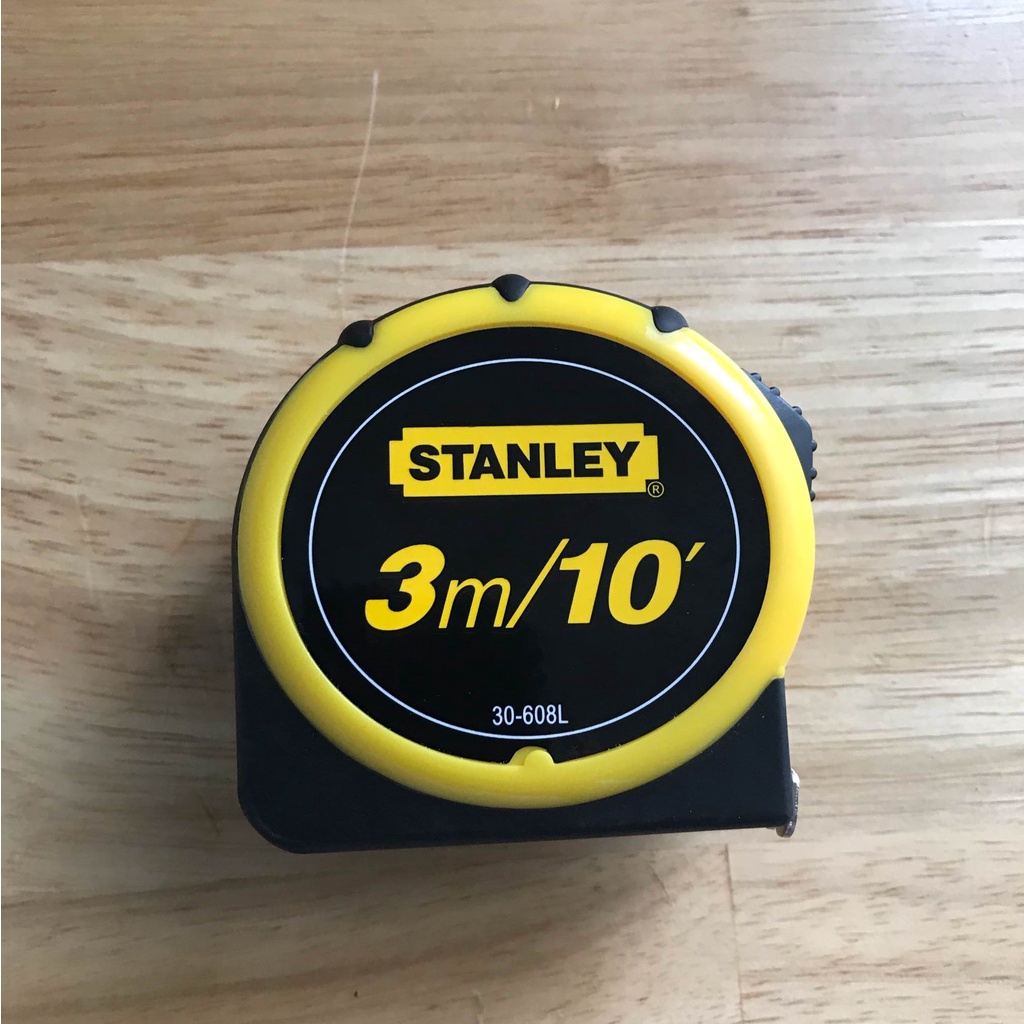 STANLEY
®
3m/10′
30-608L